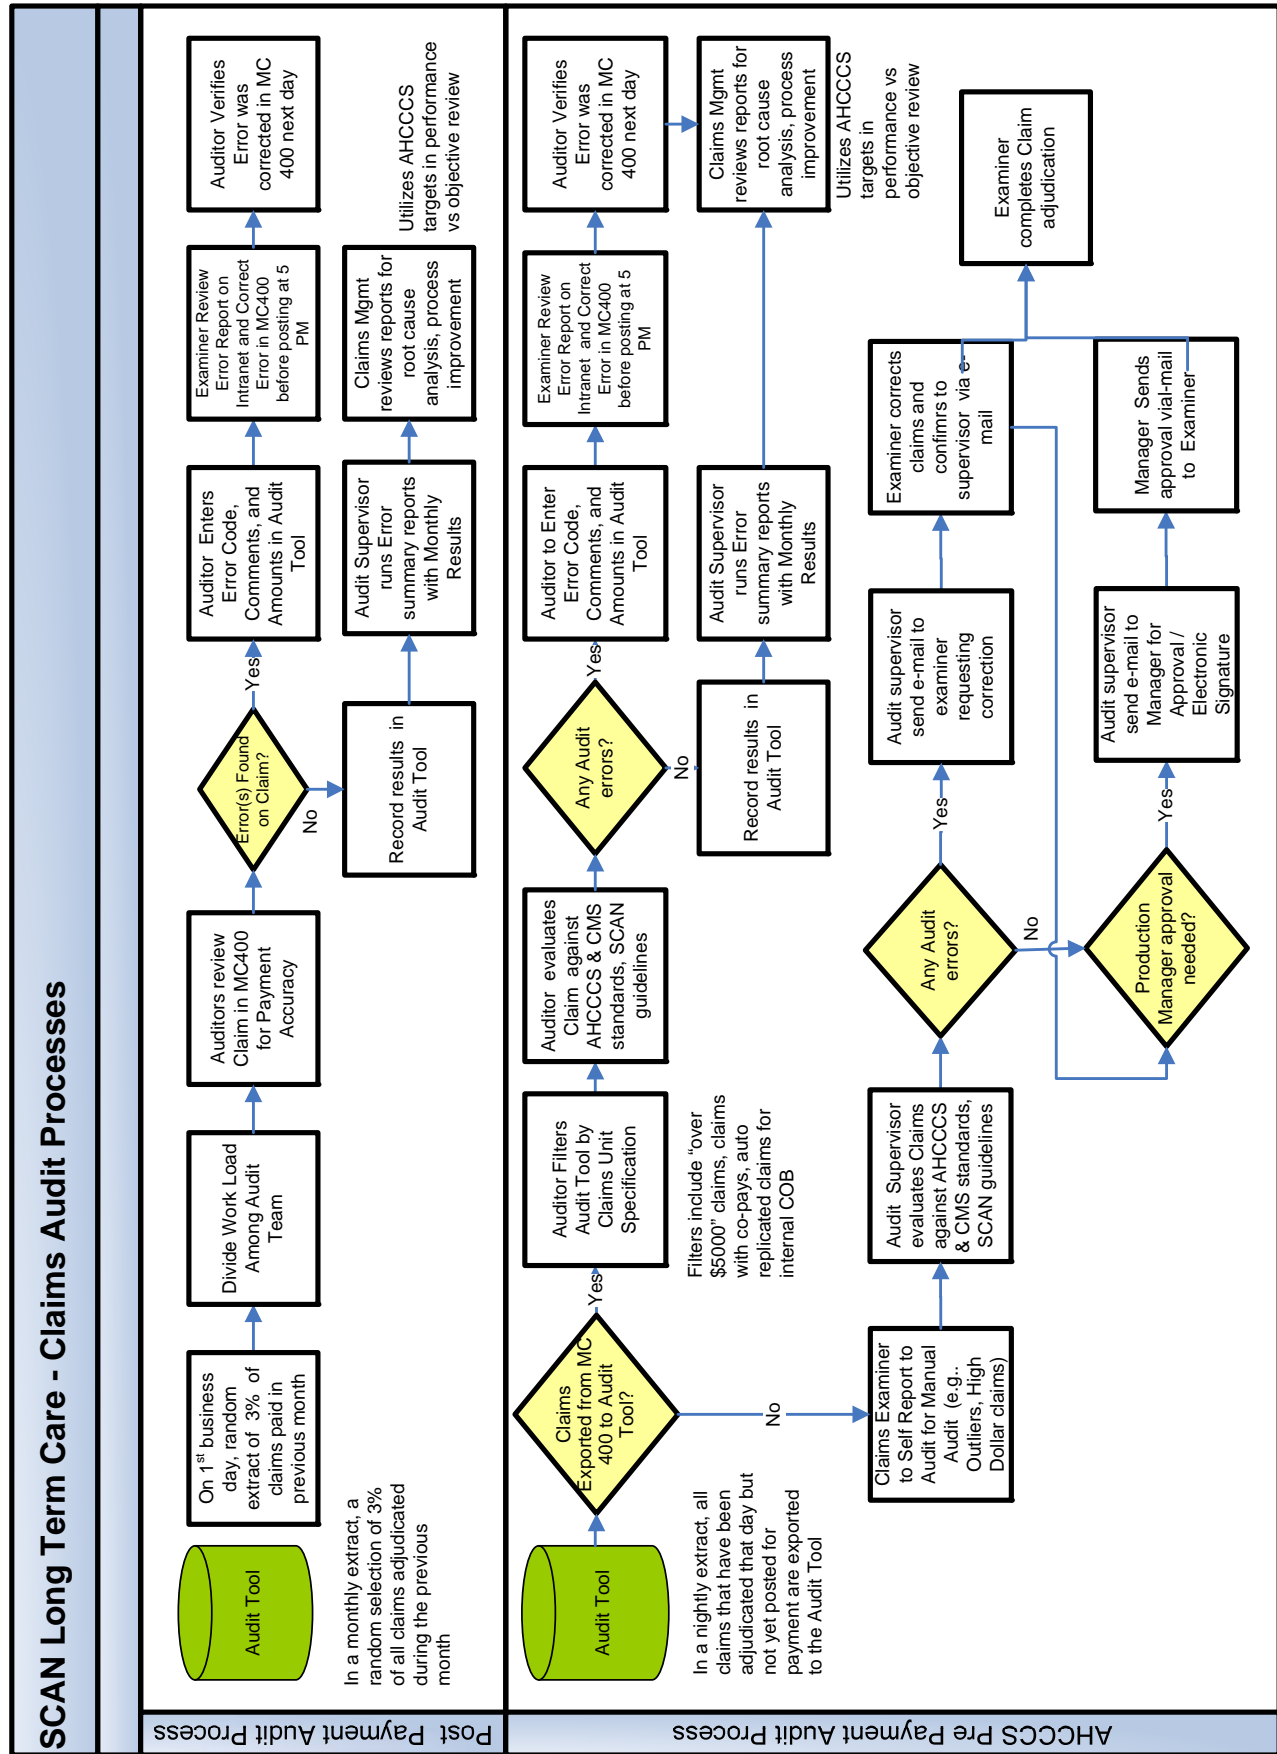 SCAN Long Term Care - Claims Audit Processes
Post Payment Audit Process
Audit Tool
In a monthly extract, a
random selection of 3%
of all claims adjudicated
during the previous
month
On 1st business
day, random
extract of 3% of
claims paid in
previous month
Divide Work Load
Among Audit
Team
Auditors review
Claim in MC400
for Payment
Accuracy
Error(s) Found
on Claim?
Yes
No
Auditor Enters
Error Code,
Comments, and
Amounts in Audit
Tool
Examiner Review
Error Report on
Intranet and Correct
Error in MC400
before posting at 5
PM
Auditor Verifies
Error was
corrected in MC
400 next day
Record results in
Audit Tool
Audit Supervisor
runs Error
summary reports
with Monthly
Results
Claims Mgmt
reviews reports for
root cause
analysis, process
improvement
Utilizes AHCCCS
targets in performance
vs objective review
AHCCCS Pre Payment Audit Process
Audit Tool
In a nightly extract, all
claims that have been
adjudicated that day but
not yet posted for
payment are exported
to the Audit Tool
Claims
Exported from MC
400 to Audit
Tool?
Yes
No
Auditor Filters
Audit Tool by
Claims Unit
Specification
Filters include “over
$5000” claims, claims
with co-pays, auto
replicated claims for
internal COB
Auditor evaluates
Claim against
AHCCCS & CMS
standards, SCAN
guidelines
Any Audit
errors?
Yes
No
Auditor to Enter
Error Code,
Comments, and
Amounts in Audit
Tool
Examiner Review
Error Report on
Intranet and Correct
Error in MC400
before posting at 5
PM
Auditor Verifies
Error was
corrected in MC
400 next day
Record results in
Audit Tool
Audit Supervisor
runs Error
summary reports
with Monthly
Results
Claims Mgmt
reviews reports for
root cause
analysis, process
improvement
Utilizes AHCCCS
targets in
performance vs
objective review
Claims Examiner
to Self Report to
Audit for Manual
Audit (e.g..
Outliers, High
Dollar claims)
Audit Supervisor
evaluates Claims
against AHCCCS
& CMS standards,
SCAN guidelines
Any Audit
errors?
Yes
No
Audit supervisor
send e-mail to
examiner
requesting
correction
Examiner corrects
claims and
confimrs to
supervisor via e-
mail
Production
Manager approval
needed?
Yes
Audit supervisor
send e-mail to
Manager for
Approval /
Electronic
Signature
Manager Sends
approval vial-mail
to Examiner
Examiner
completes Claim
adjudication